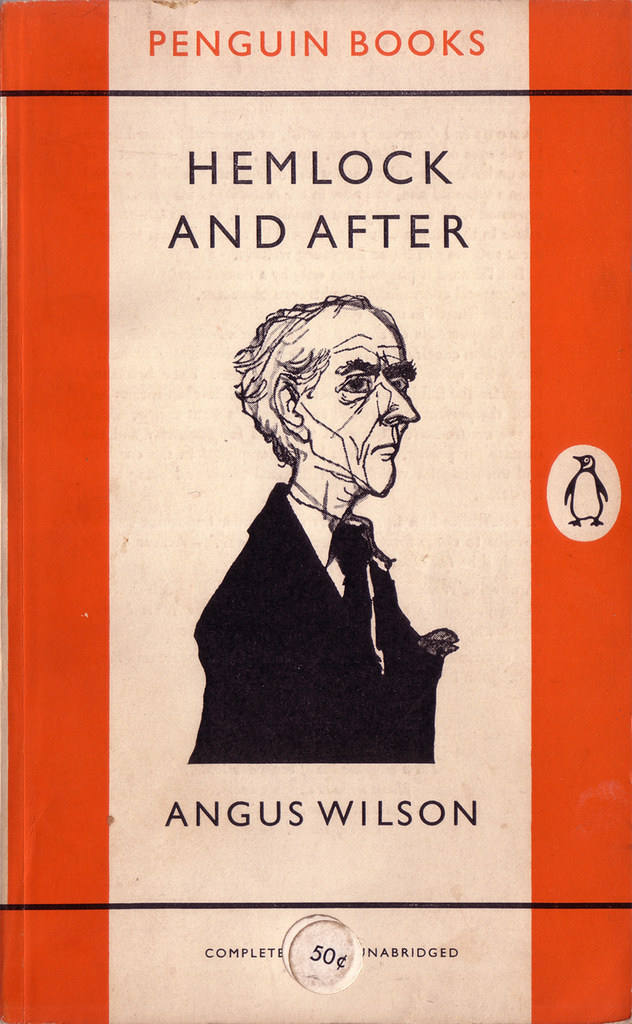 PENGUIN BOOKS
HEMLOCK
AND AFTER
ANGUS WILSON
COMPLETE 50¢ UNABRIDGED